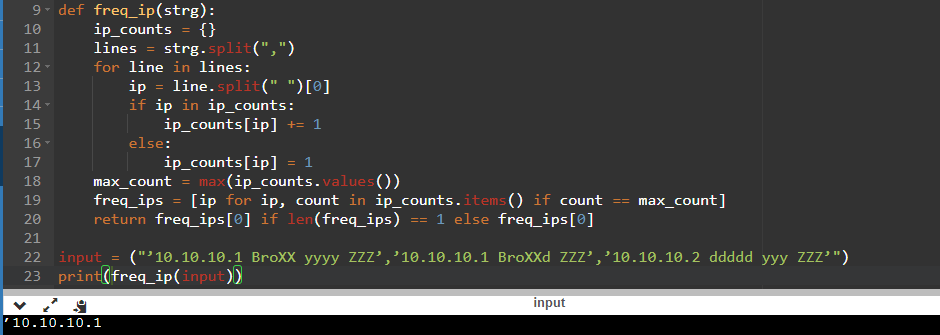 9 def freq_ip(strg):
10 ip_counts = {}
11 lines = strg.split(",")
12 for line in lines:
13 ip = line.split(" ")[0]
14 if ip in ip_counts:
15 ip_counts[ip] += 1
16 else:
17 ip_counts[ip] = 1
18 max_count = max(ip_counts.values())
19 freq_ips = [ip for ip, count in ip_counts.items() if count == max_count]
20 return freq_ips[0] if len(freq_ips) == 1 else freq_ips[0]
21
22 input = ("’10.10.10.1 BroXX yyyy ZZZ’,’10.10.10.1 BroXXd ZZZ’,’10.10.10.2 ddddd yyy ZZZ’")
23 print(freq_ip(input))
input
’10.10.10.1